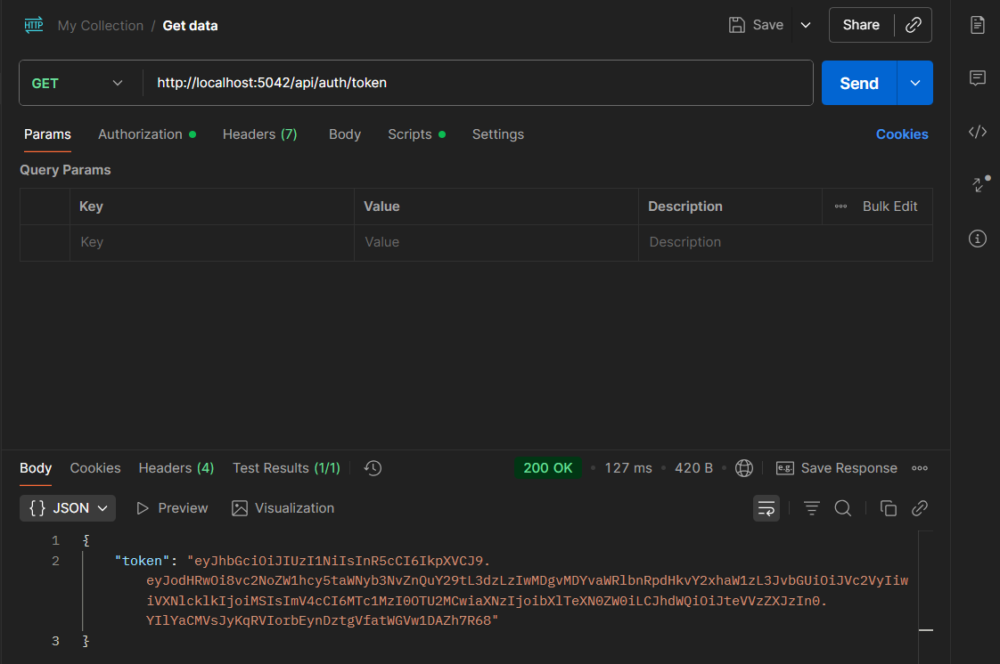 HTTP My Collection / Get data Save Share
GET http://localhost:5042/api/auth/token Send
Params Authorization Headers (7) Body Scripts Settings Cookies
Query Params
Key Value Description ••• Bulk Edit
Key Value Description
Body Cookies Headers (4) Test Results (1/1) 200 OK • 127 ms • 420 B • e.g. Save Response •••
{} JSON Preview Visualization
1 {
2 "token": "eyJhbGciOiJIUzI1NiIsInR5cCI6IkpXVCJ9.
eyJodHRwOi8vc2NoZW1hcy5taWNyb3NvZnQuY29tL3dzLzIwMDgvMDYvaWRlbnRpdHkvY2xhaW1zL3JvbGUiOiJVc2VyIiw
iVXNlcklkIjoiMSIsImV4cCI6MTc1MzI0OTU2MCwiaXNzIjoibXlTeXN0ZW0iLCJhdWQiOiJteVVzZXJzIn0.
YIlYaCMVsJyKqRVIorbEynDztgVfatWGVw1DAZh7R68"
3 }